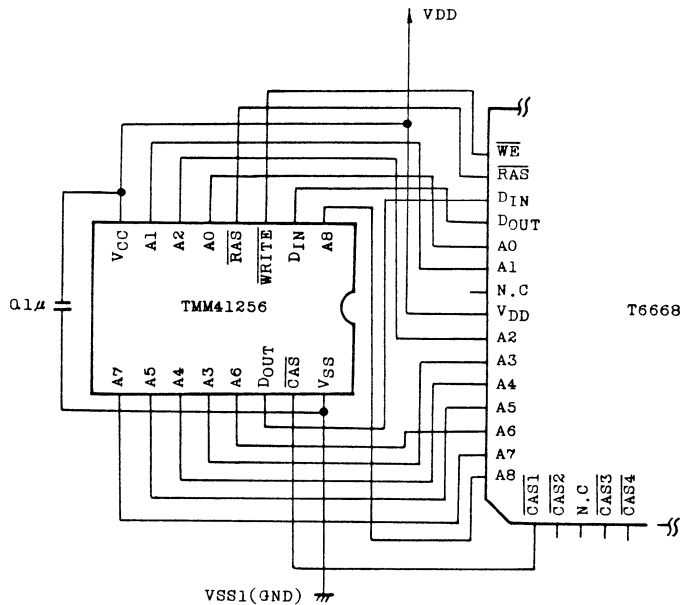 VDD
VCC
A1
A2
A0
RAS
WRITE
DIN
A8
TMM41256
0.1μ
A7
A5
A4
A3
A6
DOUT
CAS
VSS
WE
RAS
DIN
DOUT
A0
A1
N.C
VDD
A2
A3
A4
A5
A6
A7
A8
T6668
CAS1
CAS2
N.C
CAS3
CAS4
VSS1(GND)